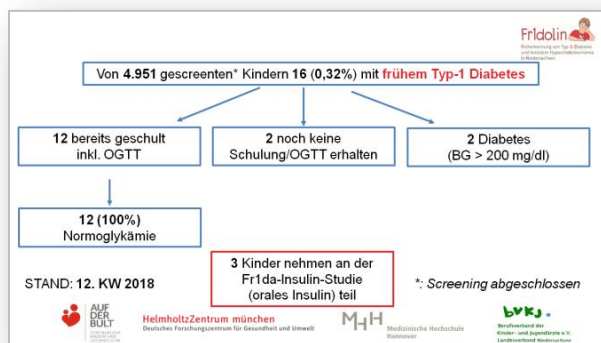 Fr1dolin
Früherkennung von Typ-1-Diabetes
und familiärer Hypercholesterinämie
in Niedersachsen
Von 4.951 gescreenten* Kindern 16 (0,32%) mit frühem Typ-1 Diabetes
12 bereits geschult
inkl. OGTT
2 noch keine
Schulung/OGTT erhalten
2 Diabetes
(BG > 200 mg/dl)
12 (100%)
Normoglykämie
3 Kinder nehmen an der
Fr1da-Insulin-Studie
(orales Insulin) teil
STAND: 12. KW 2018
*: Screening abgeschlossen
AUF
DER
BULT
HelmholtzZentrum münchen
Deutsches Forschungszentrum für Gesundheit und Umwelt
MHH
Medizinische Hochschule
Hannover
bvkj.
Berufsverband der
Kinder- und Jugendärzte e.V.
Landesverband Niedersachsen